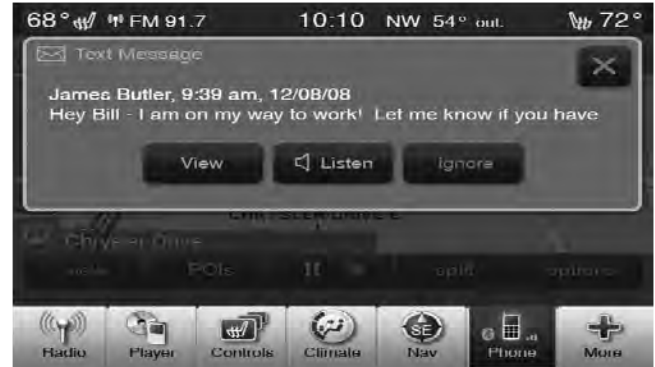 68° FM 91.7 10:10 NW 54° out. 72°
Text Message
James Butler, 9:39 am, 12/08/08
Hey Bill - I am on my way to work! Let me know if you have
View Listen Ignore
Chrysler Drive
POIs split options
Radio Player Controls Climate SE Nav Phone More